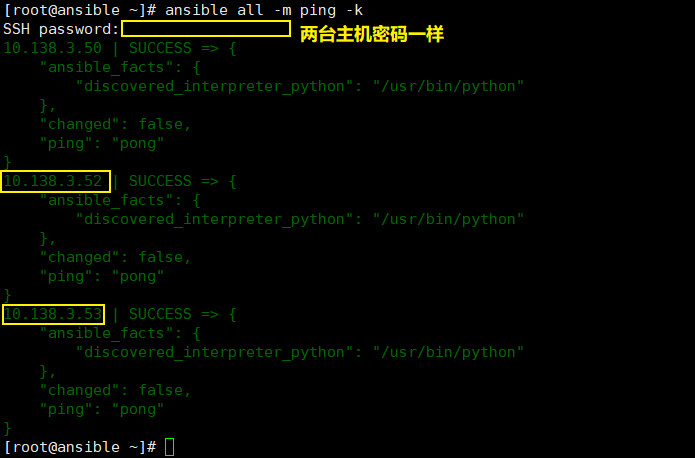 [root@ansible ~]# ansible all -m ping -k
SSH password: 两台主机密码一样
10.138.3.50 | SUCCESS => {
    "ansible_facts": {
        "discovered_interpreter_python": "/usr/bin/python"
    },
    "changed": false,
    "ping": "pong"
}
10.138.3.52 | SUCCESS => {
    "ansible_facts": {
        "discovered_interpreter_python": "/usr/bin/python"
    },
    "changed": false,
    "ping": "pong"
}
10.138.3.53 | SUCCESS => {
    "ansible_facts": {
        "discovered_interpreter_python": "/usr/bin/python"
    },
    "changed": false,
    "ping": "pong"
}
[root@ansible ~]#